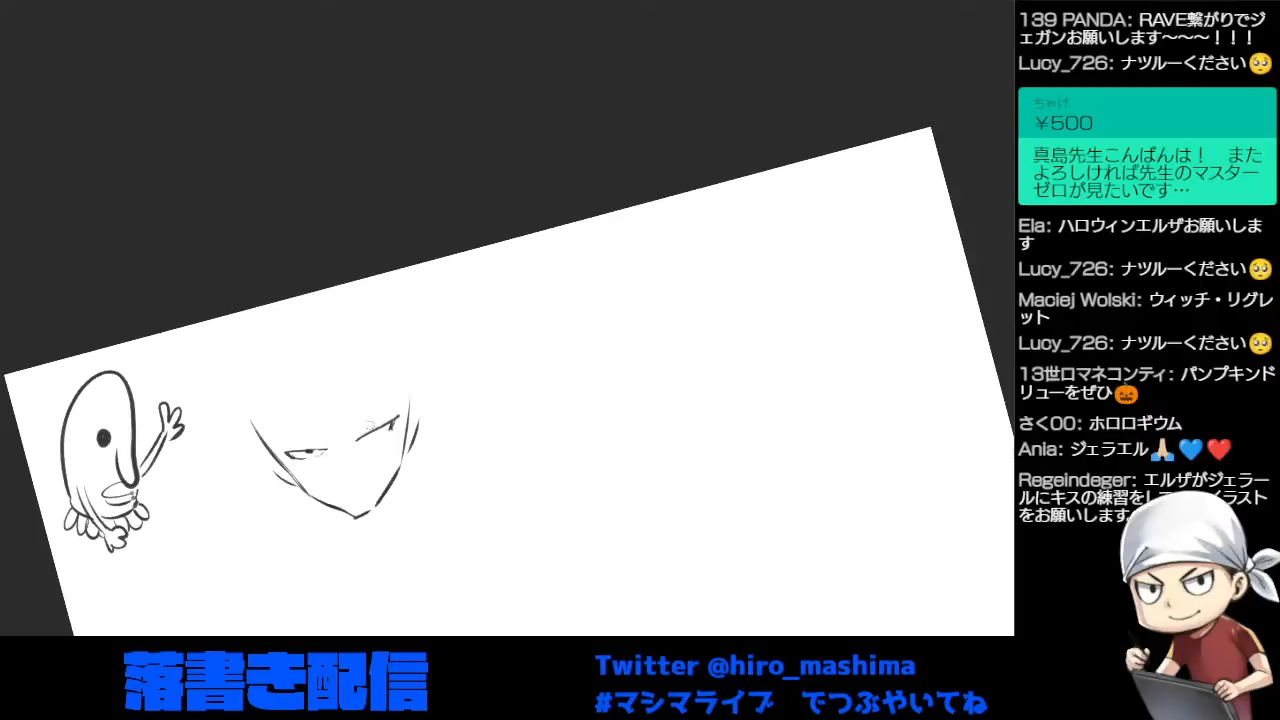 139 PANDA: RAVE繋がりでジ
ェガンお願いします〜〜〜！！！
Lucy_726: ナツルーください🥺
ちゃげ
￥500
真島先生こんばんは！　また
よろしければ先生のマスター
ゼロが見たいです…
Ela: ハロウィンエルザお願いしま
す
Lucy_726: ナツルーください🥺
Maciej Wolski: ウィッチ・リグレ
ット
Lucy_726: ナツルーください🥺
13世ロマネコンティ: パンプキンド
リューをぜひ🎃
さく00: ホロロギウム
Ania: ジェラエル🙏🏻💙❤️
Regeindeger: エルザがジェラー
ルにキスの練習をし
イラスト
をお願いします
落書き配信
Twitter @hiro_mashima
#マシマライブ　でつぶやいてね